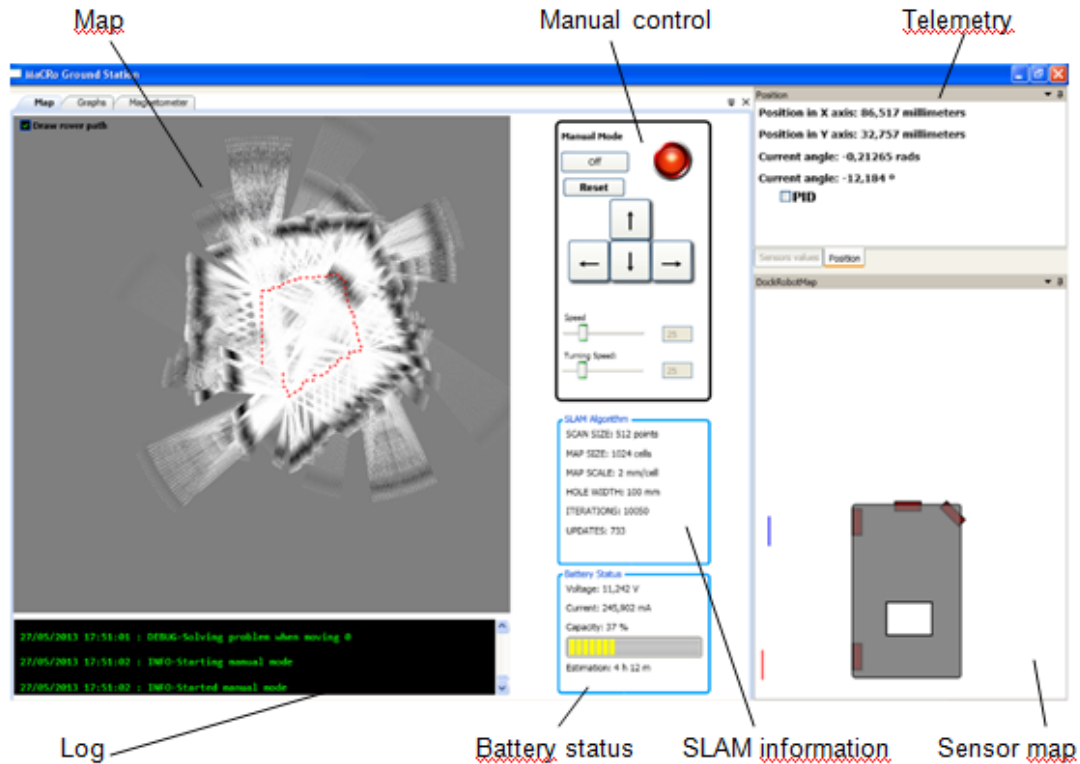 Map
Manual control
Telemetry
MaCRo Ground Station
Map
Graphs
Magnetometer
Draw rover path
Manual Mode
Off
Reset
Speed
25
Turning Speed:
25
Position
Position in X axis: 86,517 millimeters
Position in Y axis: 32,757 millimeters
Current angle: -0,21265 rads
Current angle: -12,184 º
PID
Sensors values
Position
DockRobotMap
SLAM Algorithm
SCAN SIZE: 512 points
MAP SIZE: 1024 cells
MAP SCALE: 2 mm/cell
HOLE WIDTH: 100 mm
ITERATIONS: 10050
UPDATES: 733
Battery Status
Voltage: 11,242 V
Current: 245,902 mA
Capacity: 37 %
Estimation: 4 h 12 m
27/05/2013 17:51:01 : DEBUG-Solving problem when moving 0
27/05/2013 17:51:02 : INFO-Starting manual mode
27/05/2013 17:51:02 : INFO-Started manual mode
Log
Battery status
SLAM information
Sensor map